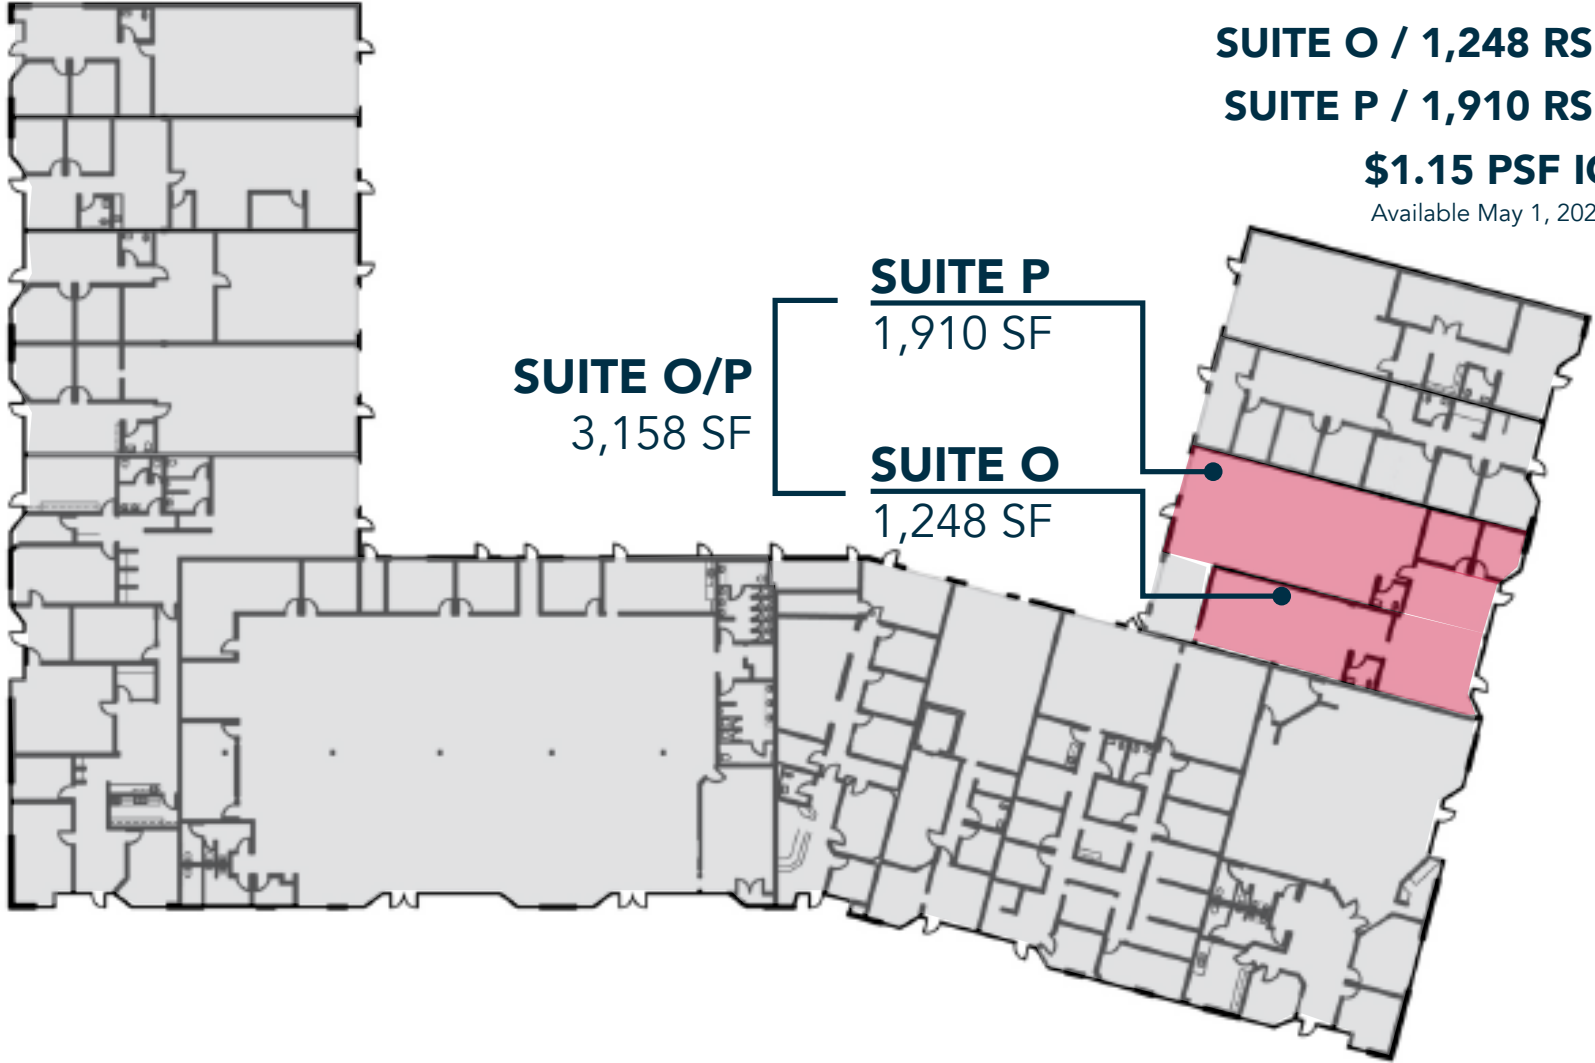 SUITE O / 1,248 RS
SUITE P / 1,910 RS
$1.15 PSF
Available May 1, 202
SUITE P
1,910 SF
SUITE O/P
3,158 SF
SUITE O
1,248 SF